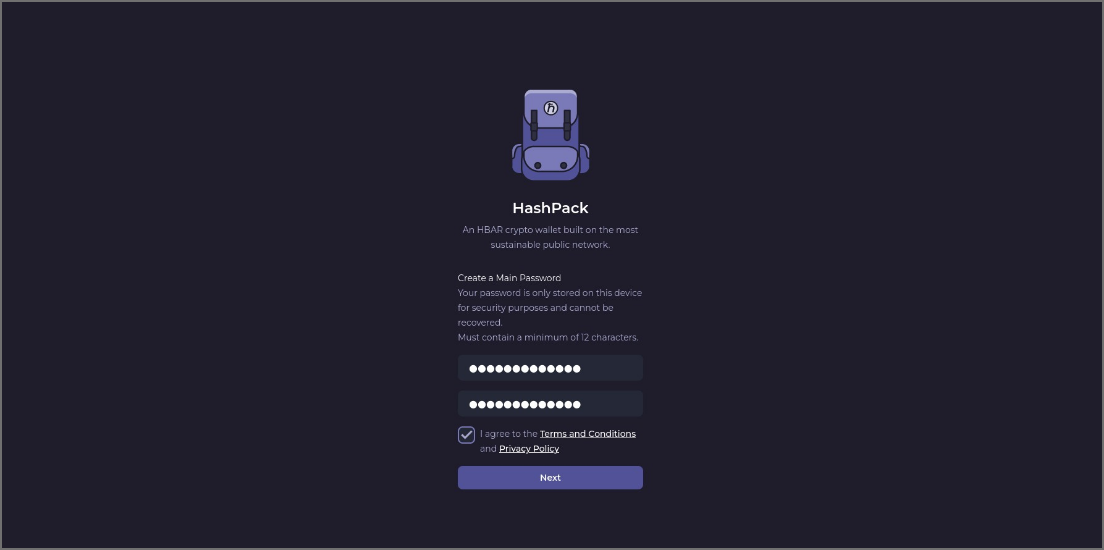 HashPack
An HBAR crypto wallet built on the most
sustainable public network.
Create a Main Password
Your password is only stored on this device
for security purposes and cannot be
recovered.
Must contain a minimum of 12 characters.
●●●●●●●●●●●●●
●●●●●●●●●●●●●
I agree to the Terms and Conditions
and Privacy Policy
Next